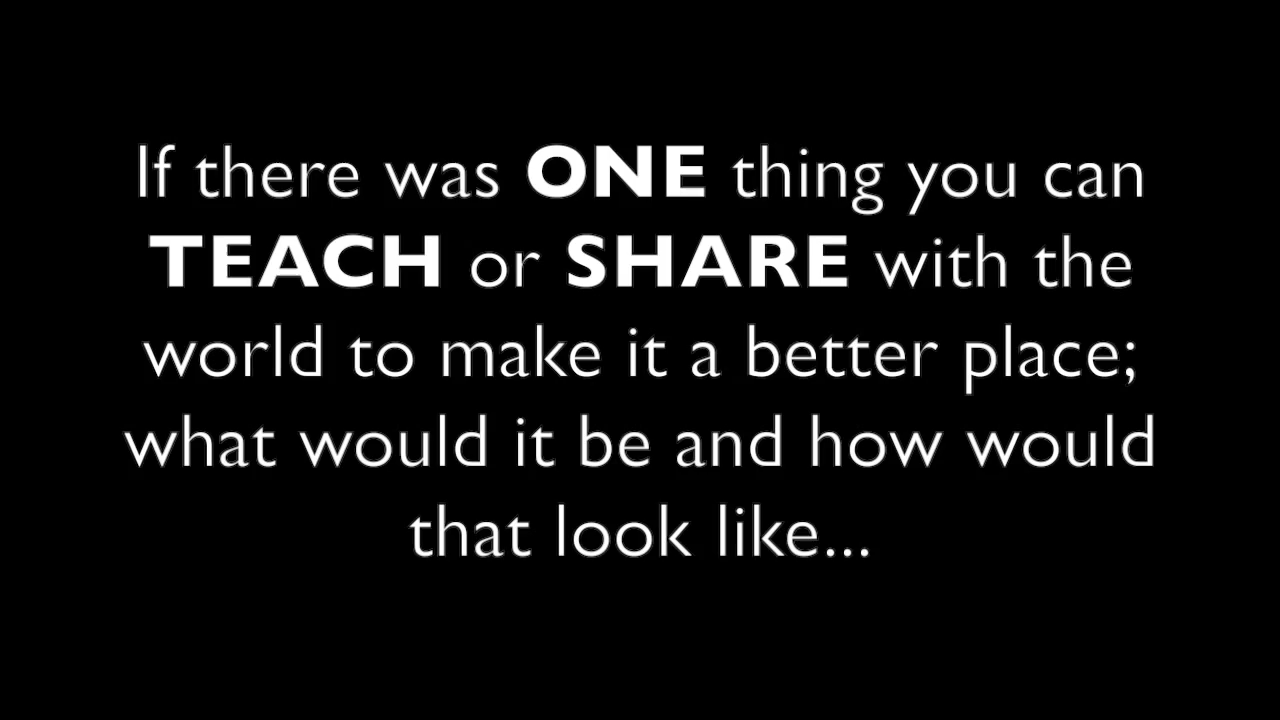 If there was ONE thing you can
TEACH or SHARE with the
world to make it a better place;
what would it be and how would
that look like...